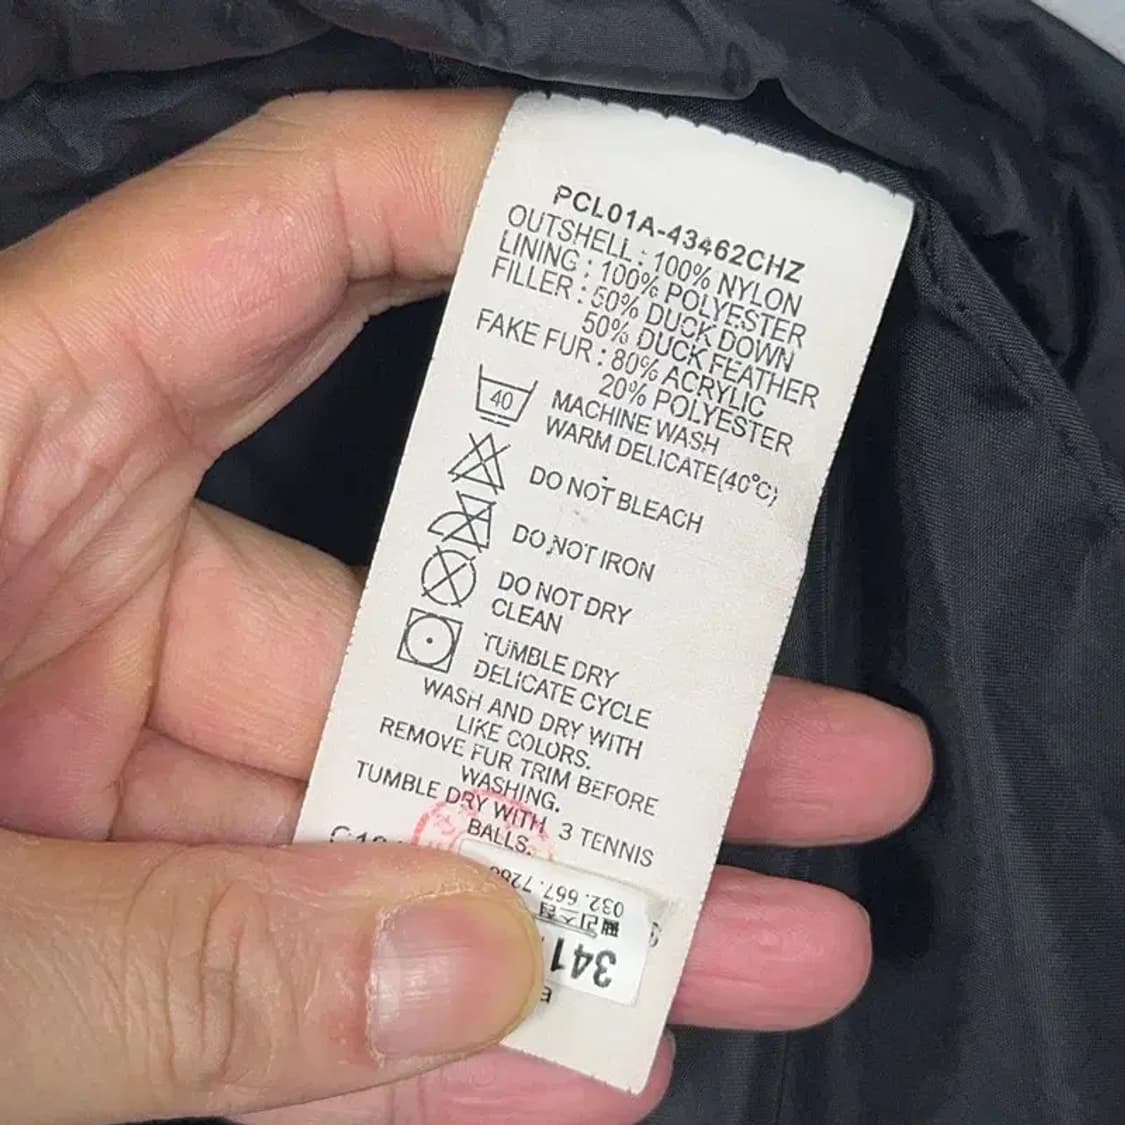 PCL01A-43462CHZ
OUTSHELL : 100% NYLON
LINING : 100% POLYESTER
FILLER : 50% DUCK DOWN
50% DUCK FEATHER
FAKE FUR : 80% ACRYLIC
20% POLYESTER
40
MACHINE WASH
WARM DELICATE(40°C)
DO NOT BLEACH
DO NOT IRON
DO NOT DRY
CLEAN
TUMBLE DRY
DELICATE CYCLE
WASH AND DRY WITH
LIKE COLORS.
REMOVE FUR TRIM BEFORE
WASHING.
TUMBLE DRY WITH 3 TENNIS
BALLS.
032. 667. 728
341